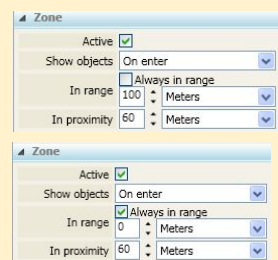 Zone
Active
Show objects On enter
Always in range
In range 100 Meters
In proximity 60 Meters
Zone
Active
Show objects On enter
Always in range
In range 0 Meters
In proximity 60 Meters